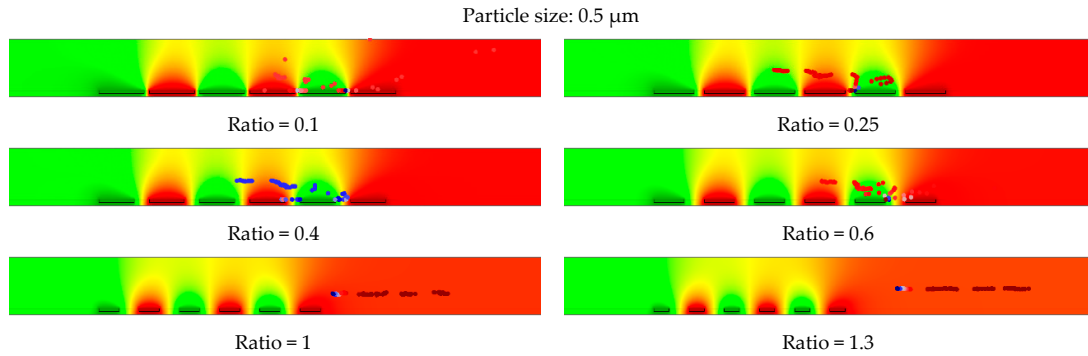 Particle size: 0.5 µm
Ratio = 0.1
Ratio = 0.25
Ratio = 0.4
Ratio = 0.6
Ratio = 1
Ratio = 1.3